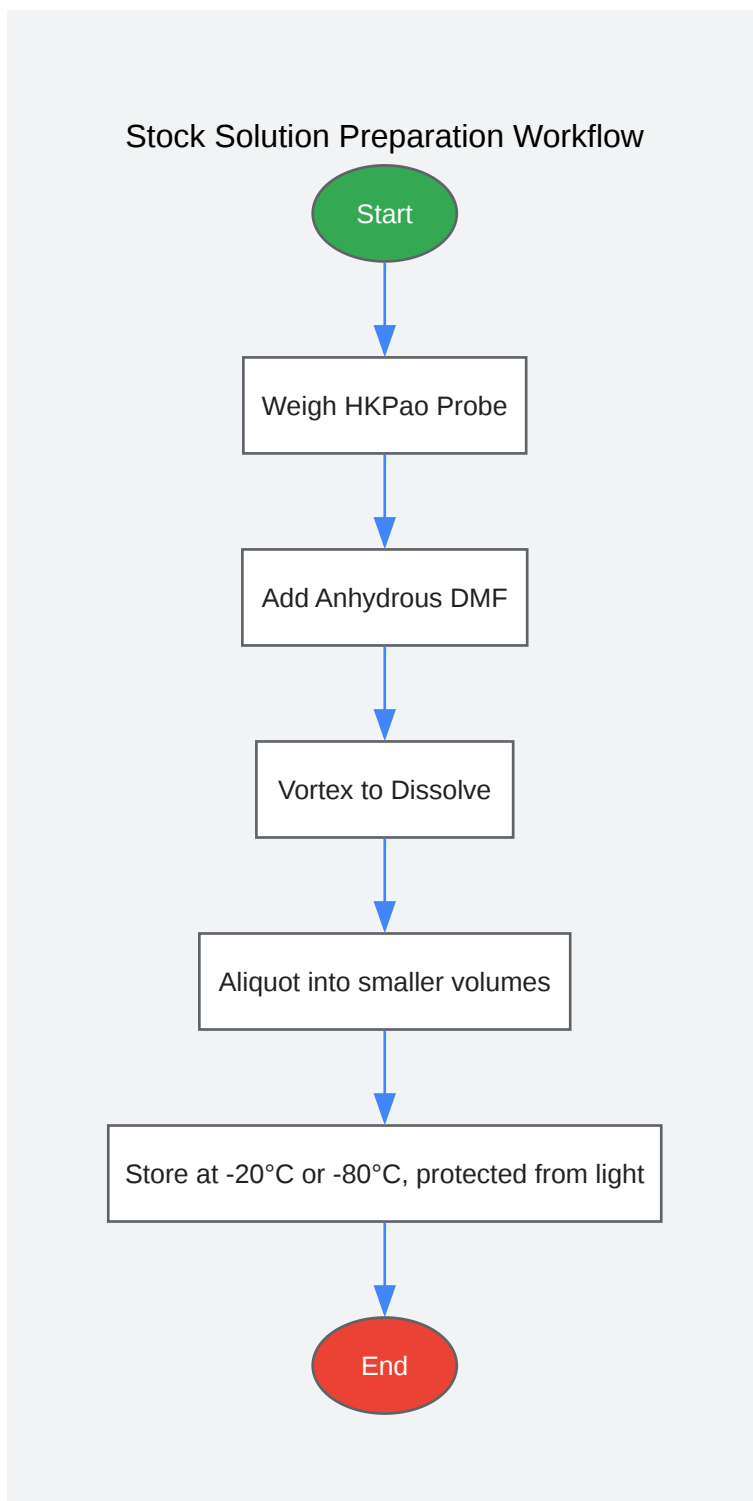 Stock Solution Preparation Workflow
Start
Weigh HKPao Probe
Add Anhydrous DMF
Vortex to Dissolve
Aliquot into smaller volumes
Store at -20°C or -80°C, protected from light
End